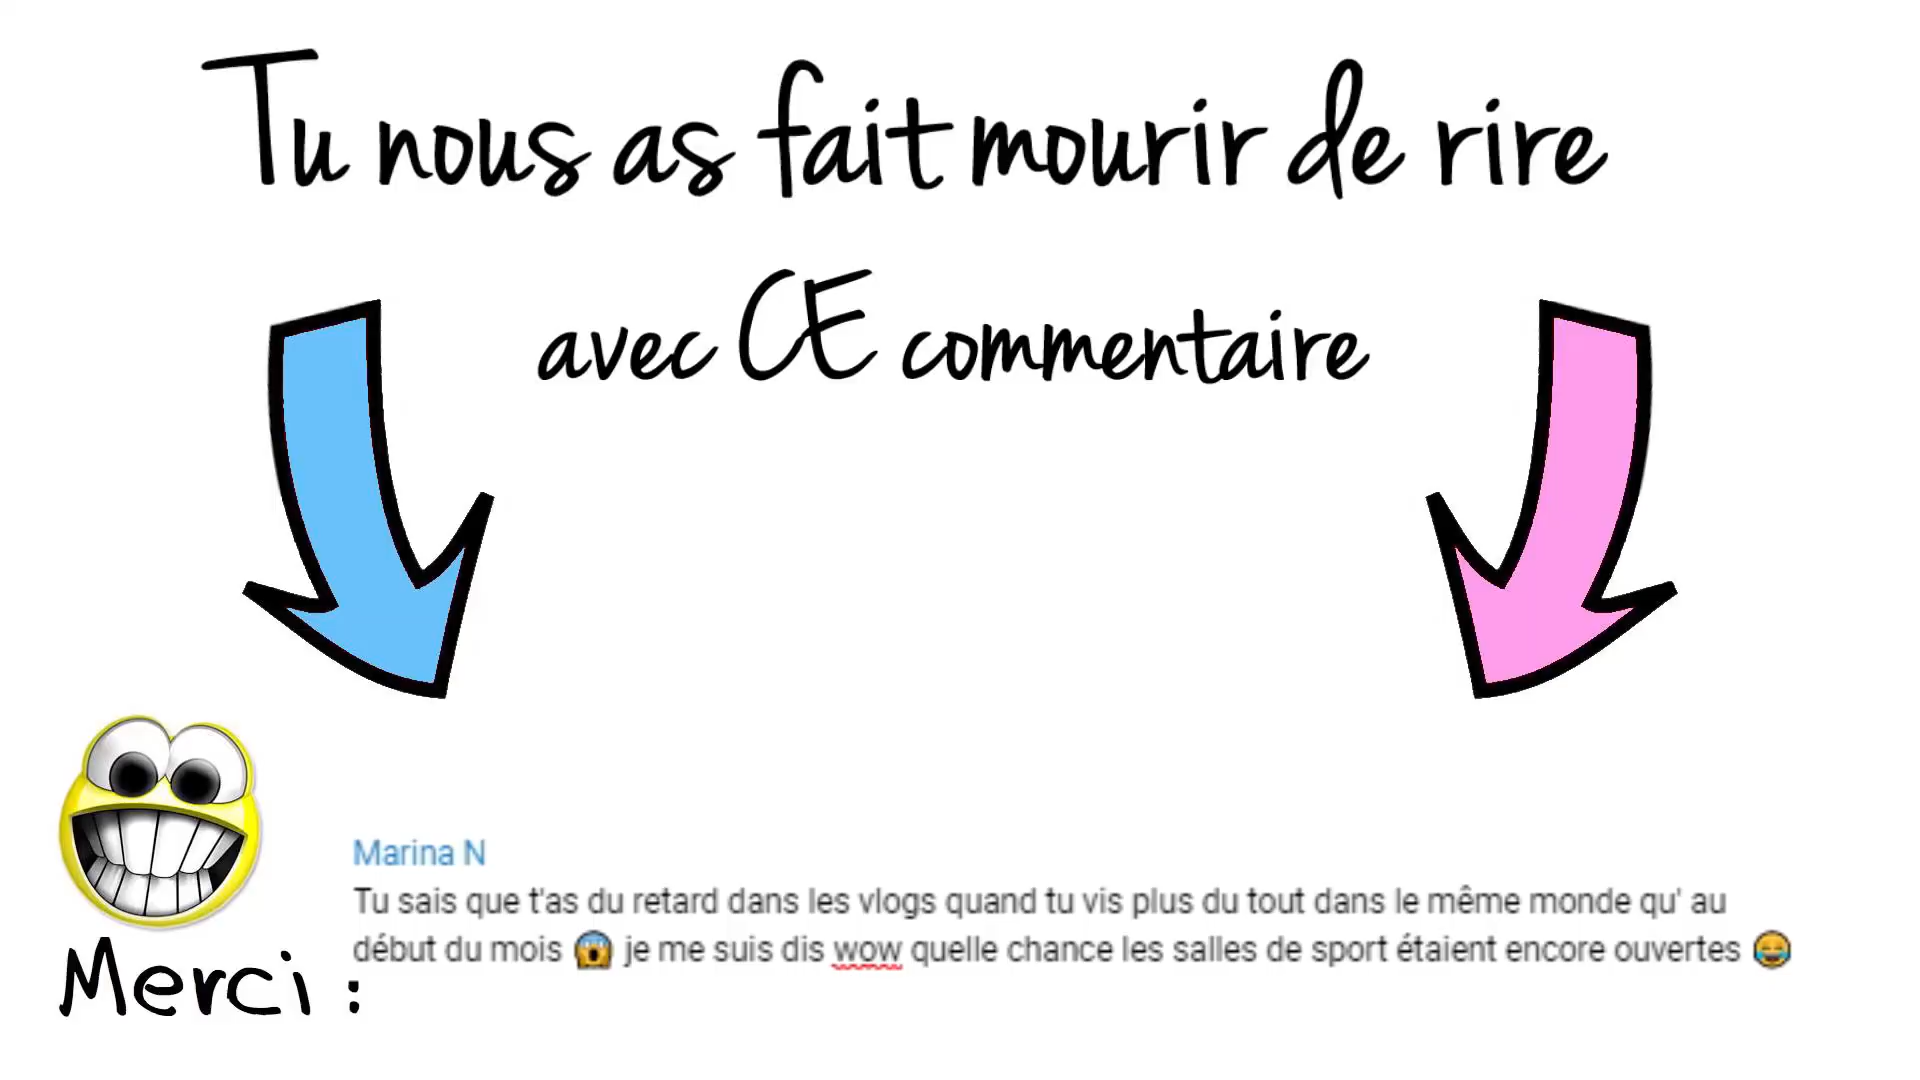 Tu nous as fait mourir de rire
avec CE commentaire
Marina N
Tu sais que t'as du retard dans les vlogs quand tu vis plus du tout dans le même monde qu' au
début du mois 😱 je me suis dis wow quelle chance les salles de sport étaient encore ouvertes 😂
Merci :